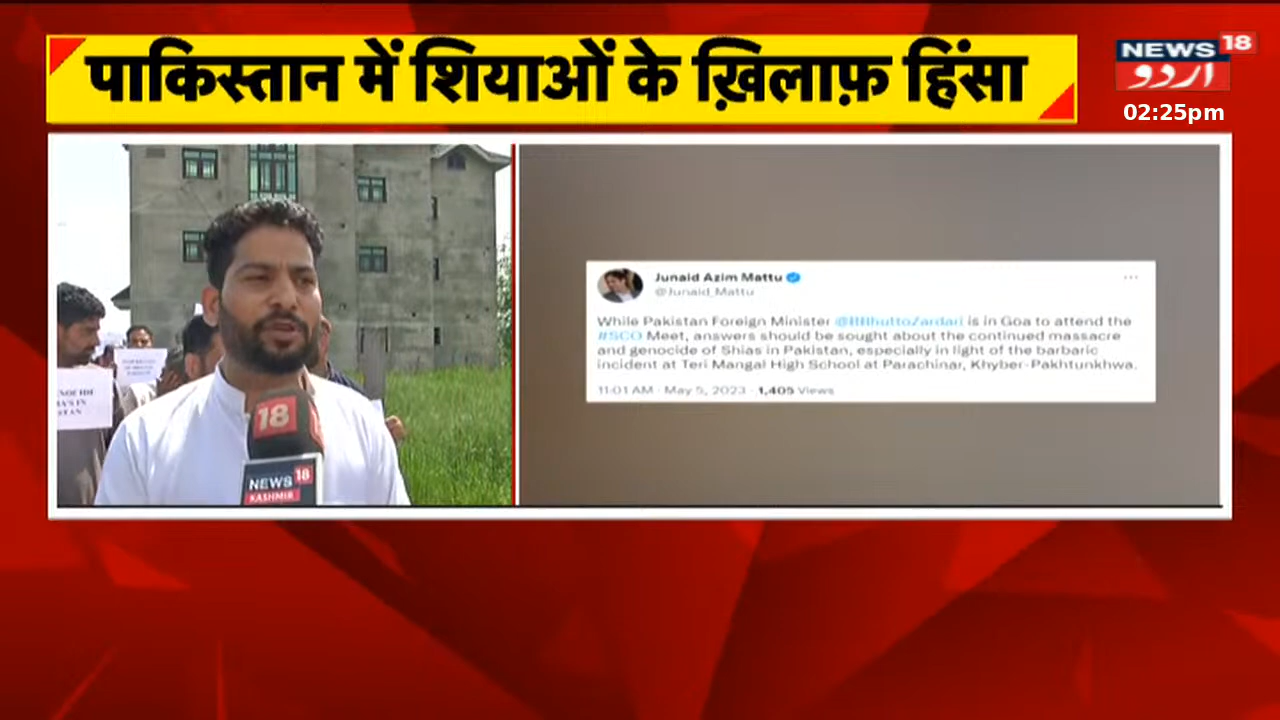 पाकिस्तान में शियाओं के ख़िलाफ़ हिंसा
NEWS 18
اردو
02:25pm
Junaid Azim Mattu
@Junaid_Mattu
While Pakistan Foreign Minister @BBhuttoZardari is in Goa to attend the
#SCO Meet, answers should be sought about the continued massacre
and genocide of Shias in Pakistan, especially in light of the barbaric
incident at Teri Mangal High School at Parachinar, Khyber-Pakhtunkhwa.
11:01 AM · May 5, 2023 · 1,405 Views
18
NEWS 18
KASHMIR